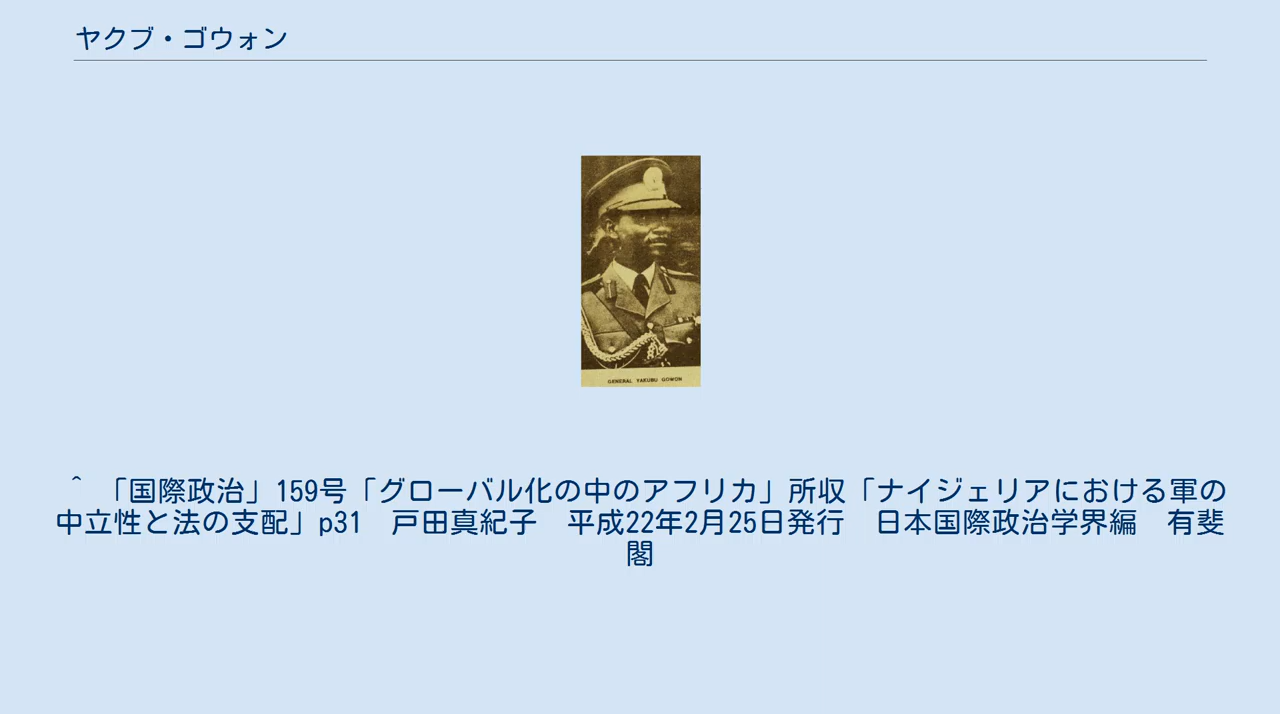 ヤクブ・ゴウォン
GENERAL YAKUBU GOWON
^ 「国際政治」159号「グローバル化の中のアフリカ」所収「ナイジェリアにおける軍の
中立性と法の支配」p31　戸田真紀子　平成22年2月25日発行　日本国際政治学界編　有斐
閣